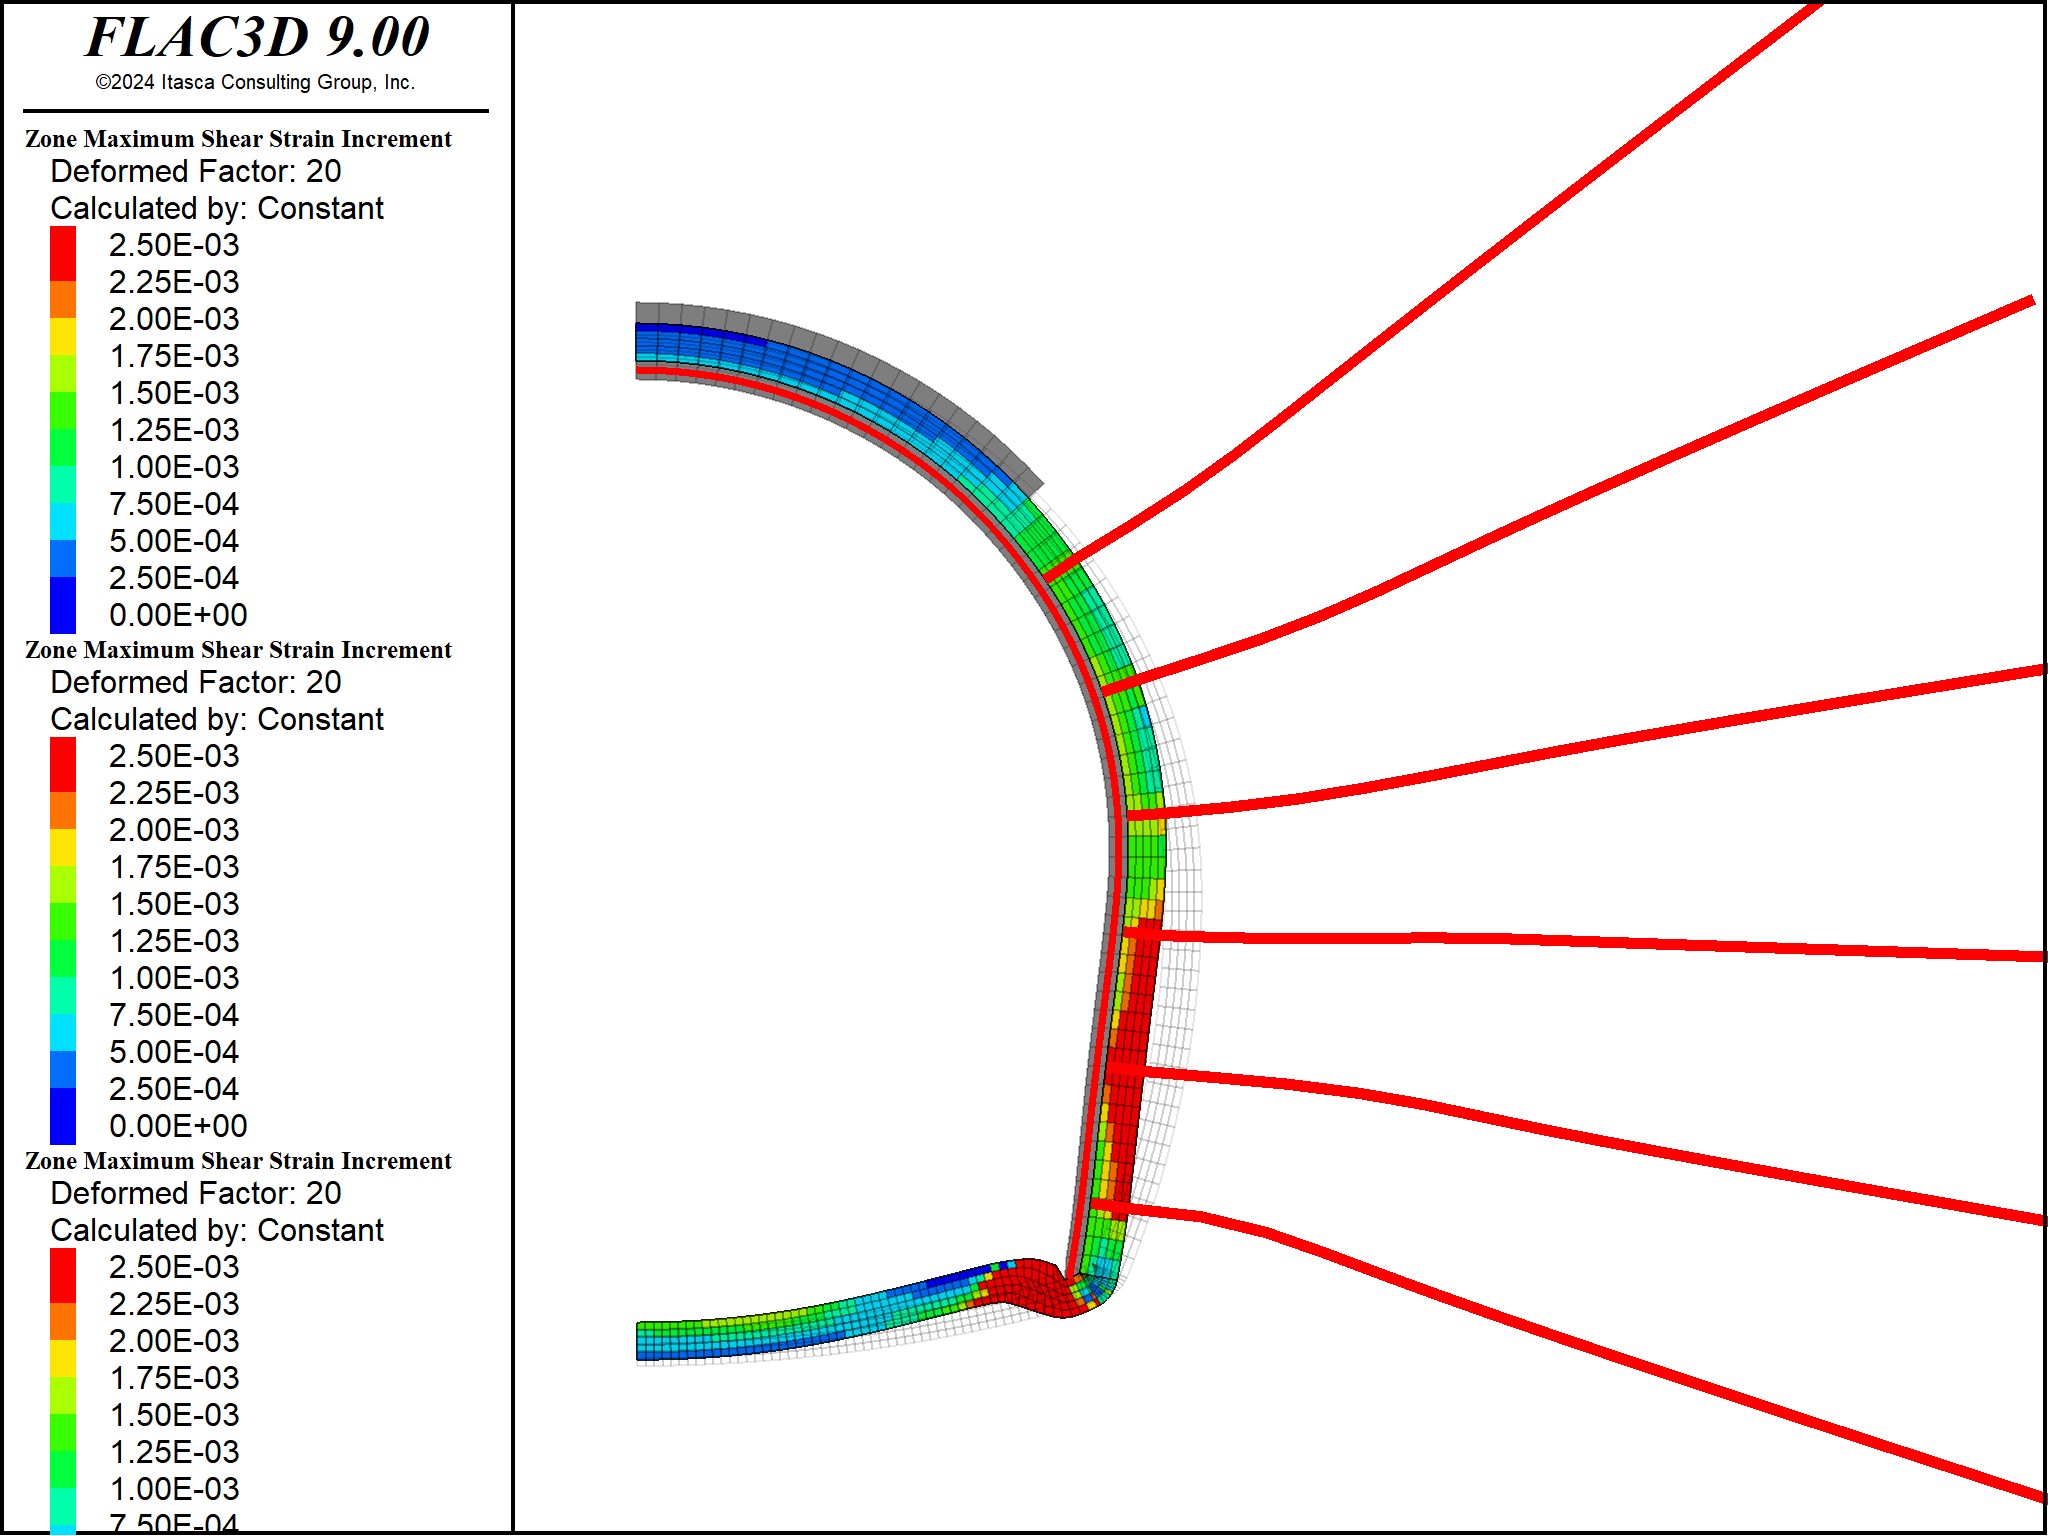 FLAC3D 9.00
©2024 Itasca Consulting Group, Inc.
Zone Maximum Shear Strain Increment
Deformed Factor: 20
Calculated by: Constant
2.50E-03
2.25E-03
2.00E-03
1.75E-03
1.50E-03
1.25E-03
1.00E-03
7.50E-04
5.00E-04
2.50E-04
0.00E+00
Zone Maximum Shear Strain Increment
Deformed Factor: 20
Calculated by: Constant
2.50E-03
2.25E-03
2.00E-03
1.75E-03
1.50E-03
1.25E-03
1.00E-03
7.50E-04
5.00E-04
2.50E-04
0.00E+00
Zone Maximum Shear Strain Increment
Deformed Factor: 20
Calculated by: Constant
2.50E-03
2.25E-03
2.00E-03
1.75E-03
1.50E-03
1.25E-03
1.00E-03
7.50E-04